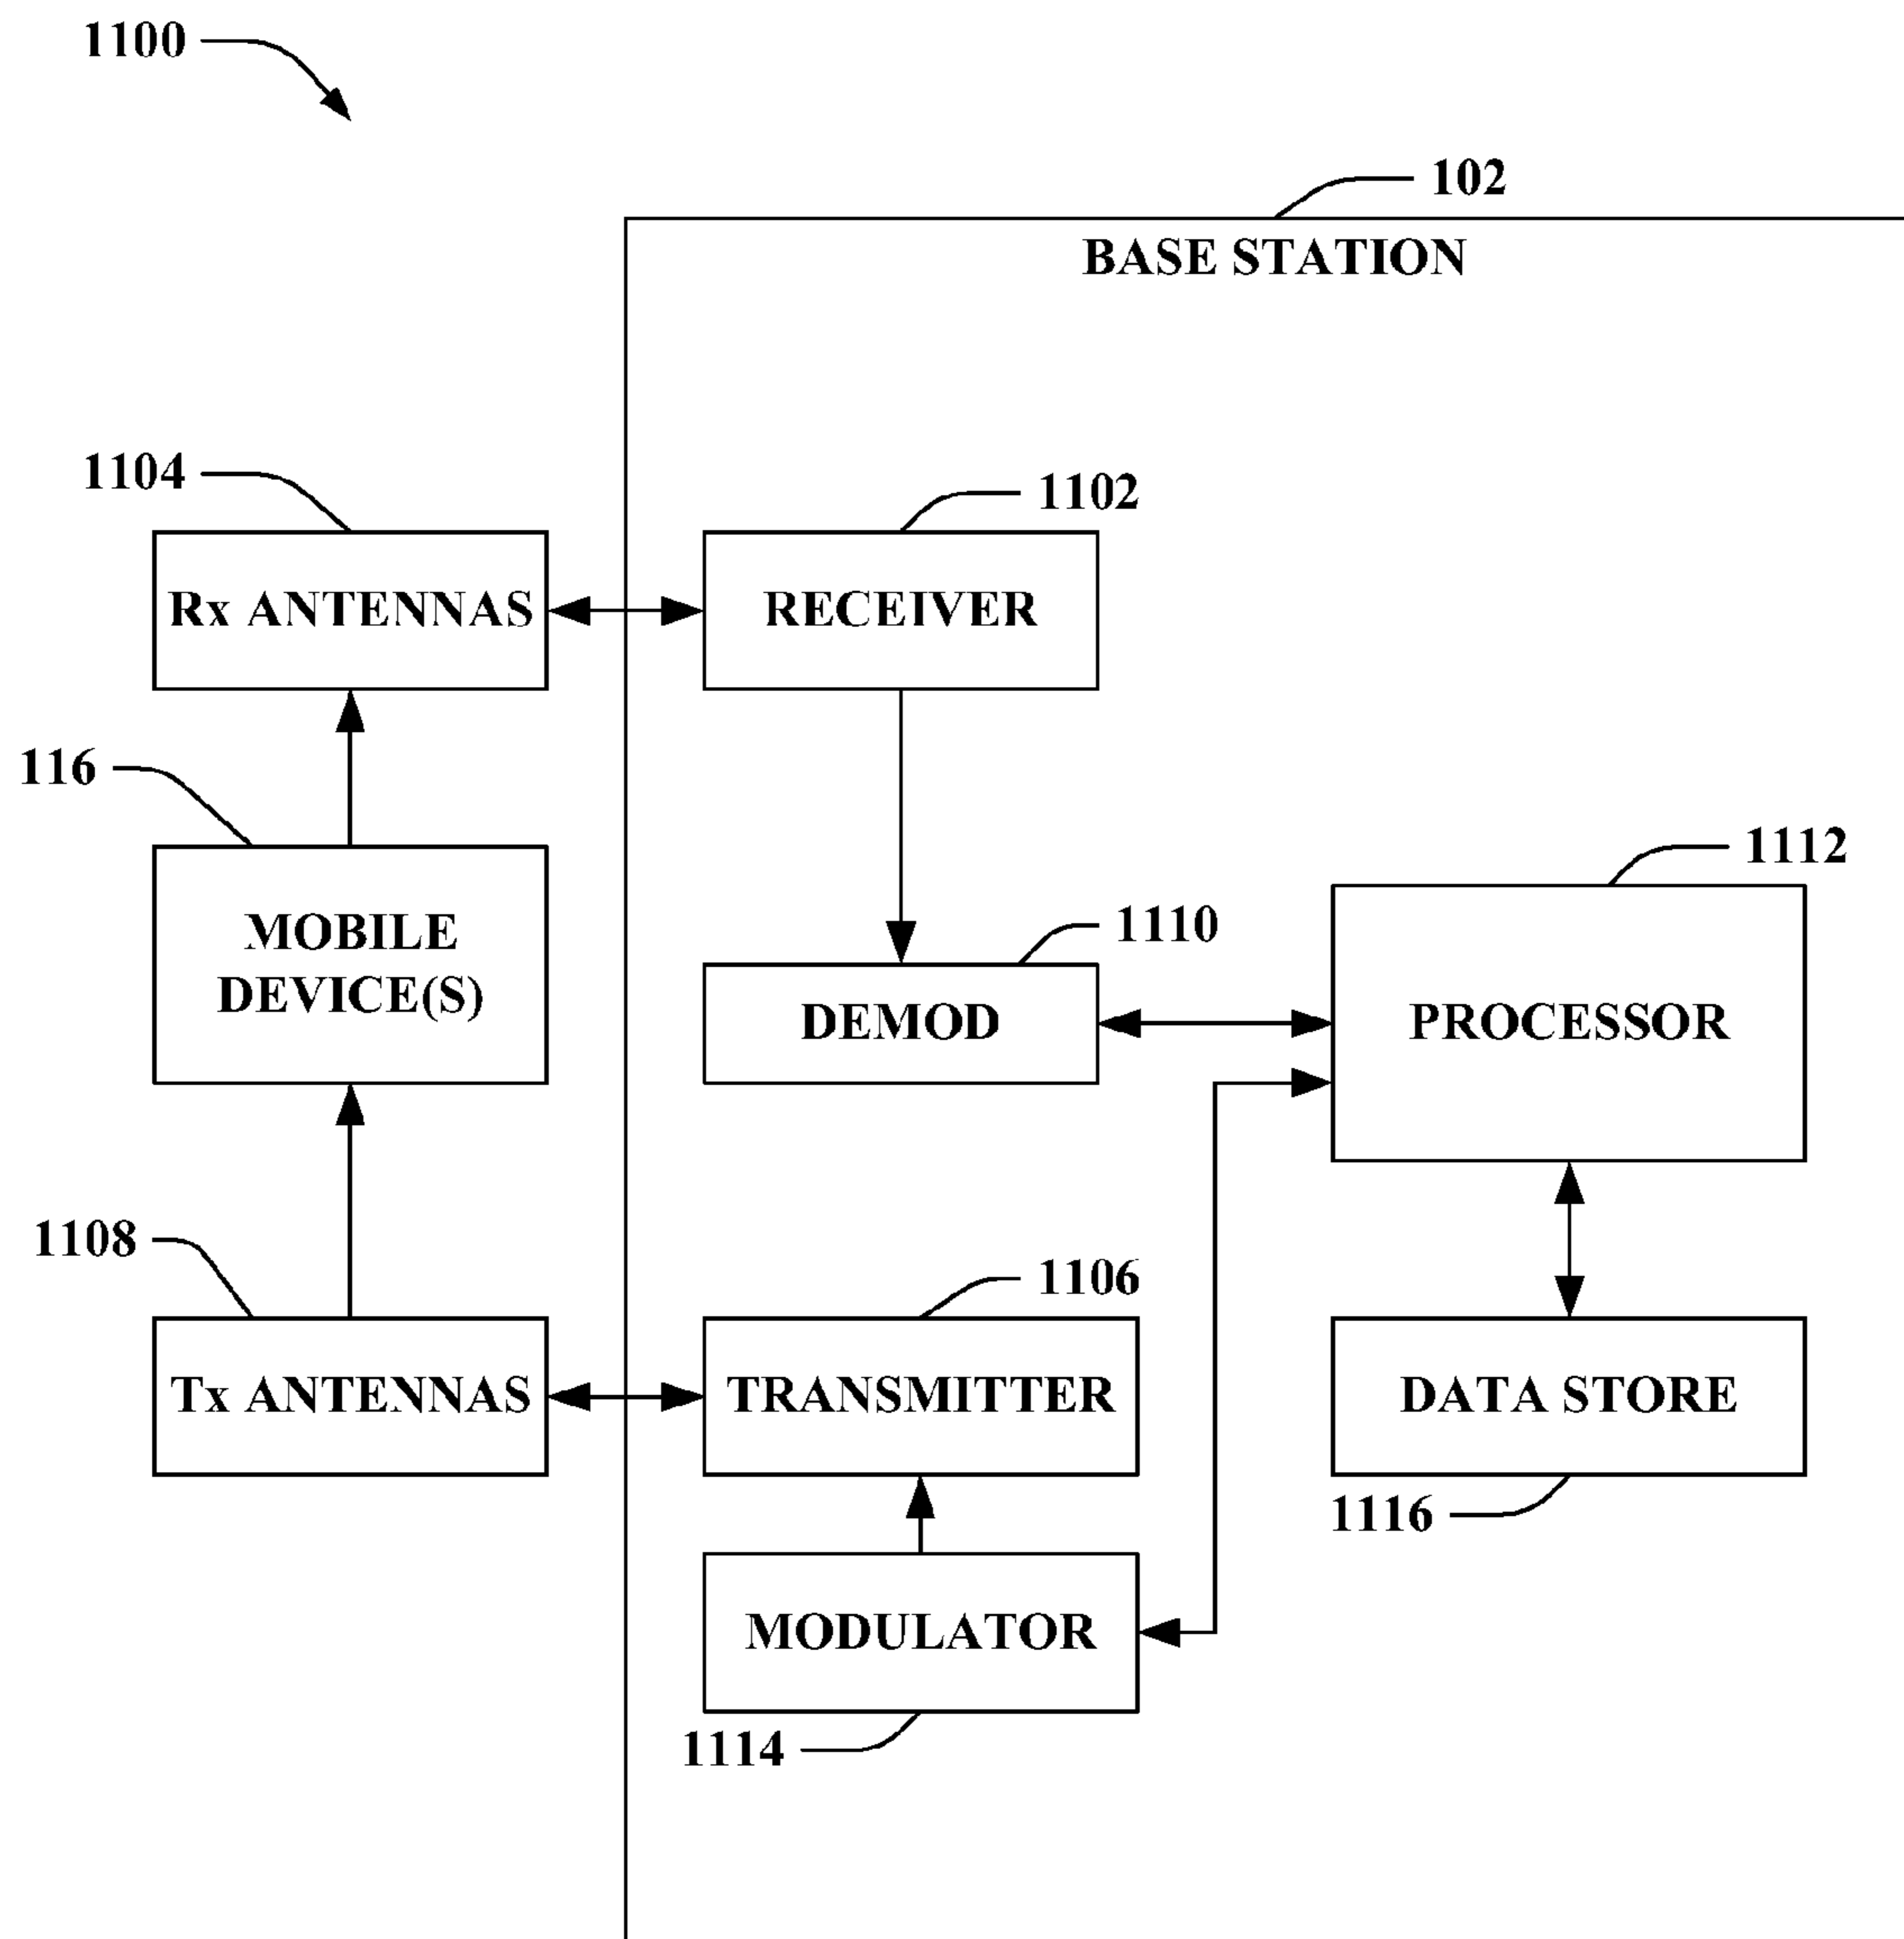 1100
102
BASE STATION
1104
1102
Rx ANTENNAS
RECEIVER
116
1112
MOBILE
DEVICE(S)
1110
DEMOD
PROCESSOR
1108
1106
Tx ANTENNAS
TRANSMITTER
DATA STORE
1116
MODULATOR
1114